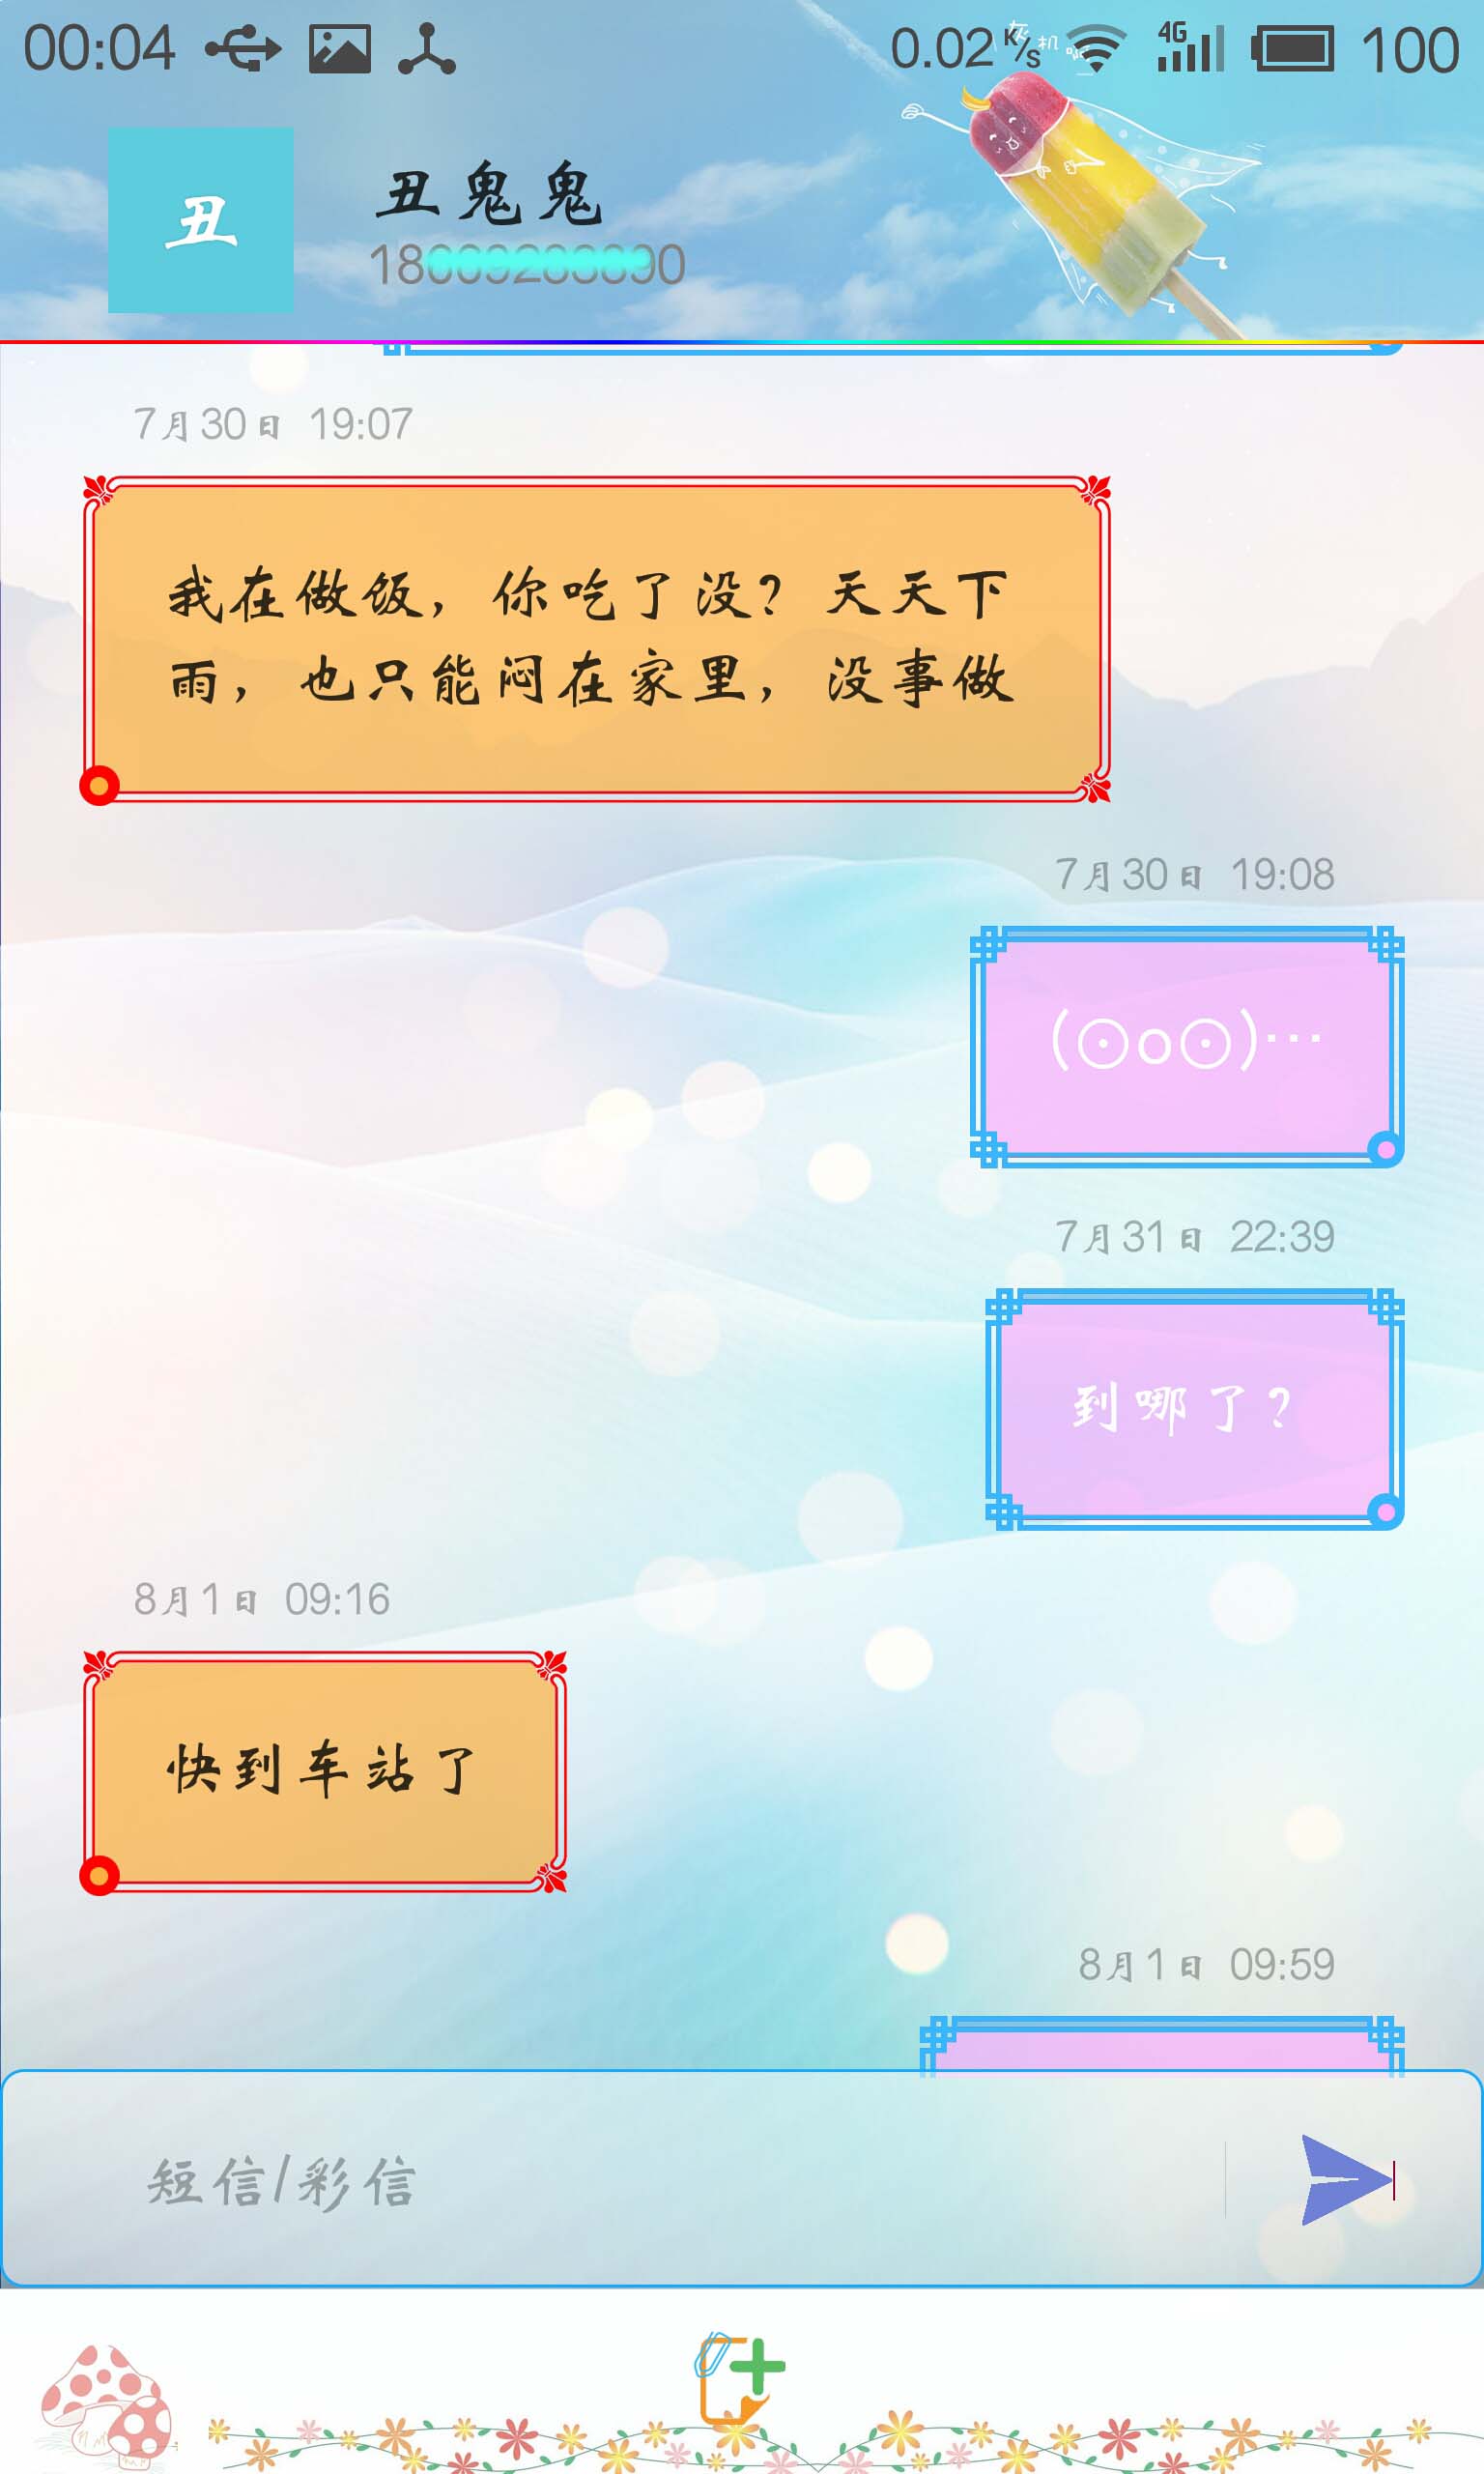 00:04
0.02 K/s 4G 100
丑
丑鬼鬼
7月30日 19:07
我在做饭，你吃了没？天天下
雨，也只能闷在家里，没事做
7月30日 19:08
(⊙o⊙)…
7月31日 22:39
到哪了？
8月1日 09:16
快到车站了
8月1日 09:59
短信/彩信